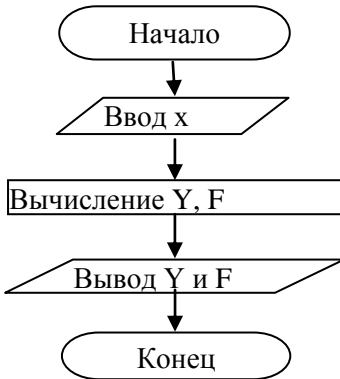 Начало
Ввод x
Вычисление Y, F
Вывод Y и F
Конец